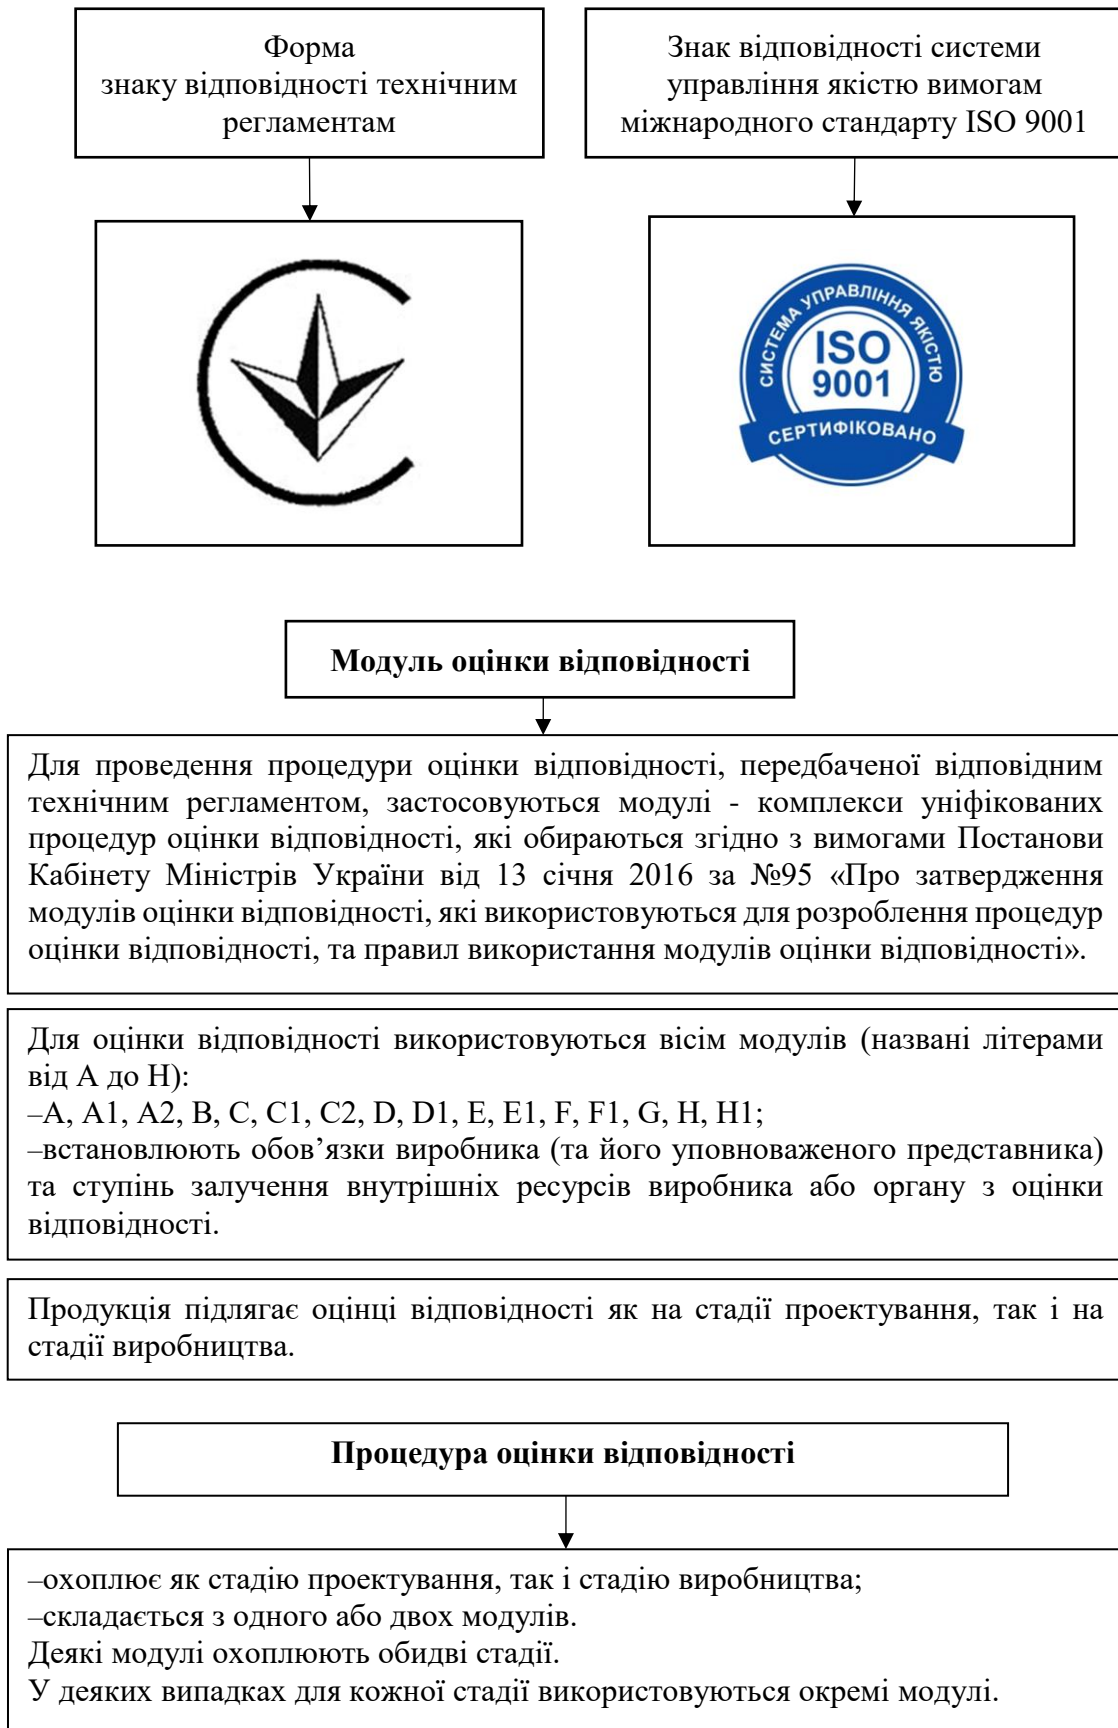 Форма
знаку відповідності технічним
регламентам
Знак відповідності системи
управління якістю вимогам
міжнародного стандарту ISO 9001
СИСТЕМА УПРАВЛІННЯ ЯКІСТЮ
ISO
9001
СЕРТИФІКОВАНО
Модуль оцінки відповідності
Для проведення процедури оцінки відповідності, передбаченої відповідним
технічним регламентом, застосовуються модулі - комплекси уніфікованих
процедур оцінки відповідності, які обираються згідно з вимогами Постанови
Кабінету Міністрів України від 13 січня 2016 за №95 «Про затвердження
модулів оцінки відповідності, які використовуються для розроблення процедур
оцінки відповідності, та правил використання модулів оцінки відповідності».
Для оцінки відповідності використовуються вісім модулів (названі літерами
від А до Н):
–А, А1, А2, В, С, С1, С2, D, D1, E, E1, F, F1, G, H, H1;
–встановлюють обов’язки виробника (та його уповноваженого представника)
та ступінь залучення внутрішніх ресурсів виробника або органу з оцінки
відповідності.
Продукція підлягає оцінці відповідності як на стадії проектування, так і на
стадії виробництва.
Процедура оцінки відповідності
–охоплює як стадію проектування, так і стадію виробництва;
–складається з одного або двох модулів.
Деякі модулі охоплюють обидві стадії.
У деяких випадках для кожної стадії використовуються окремі модулі.